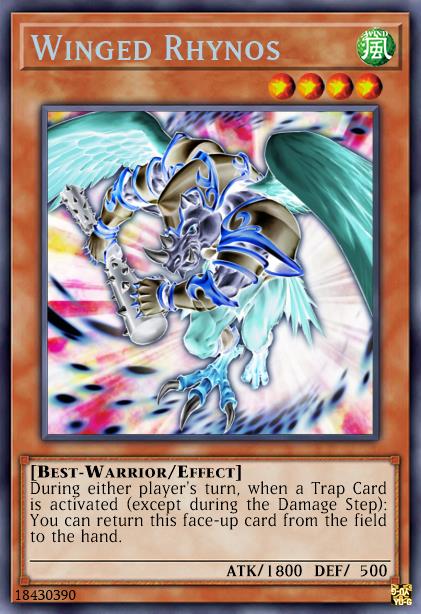 WINGED RHYNOS
WIND
風
[BEST-WARRIOR/EFFECT]
During either player's turn, when a Trap Card
is activated (except during the Damage Step):
You can return this face-up card from the field
to the hand.
ATK/1800 DEF/ 500
18430390